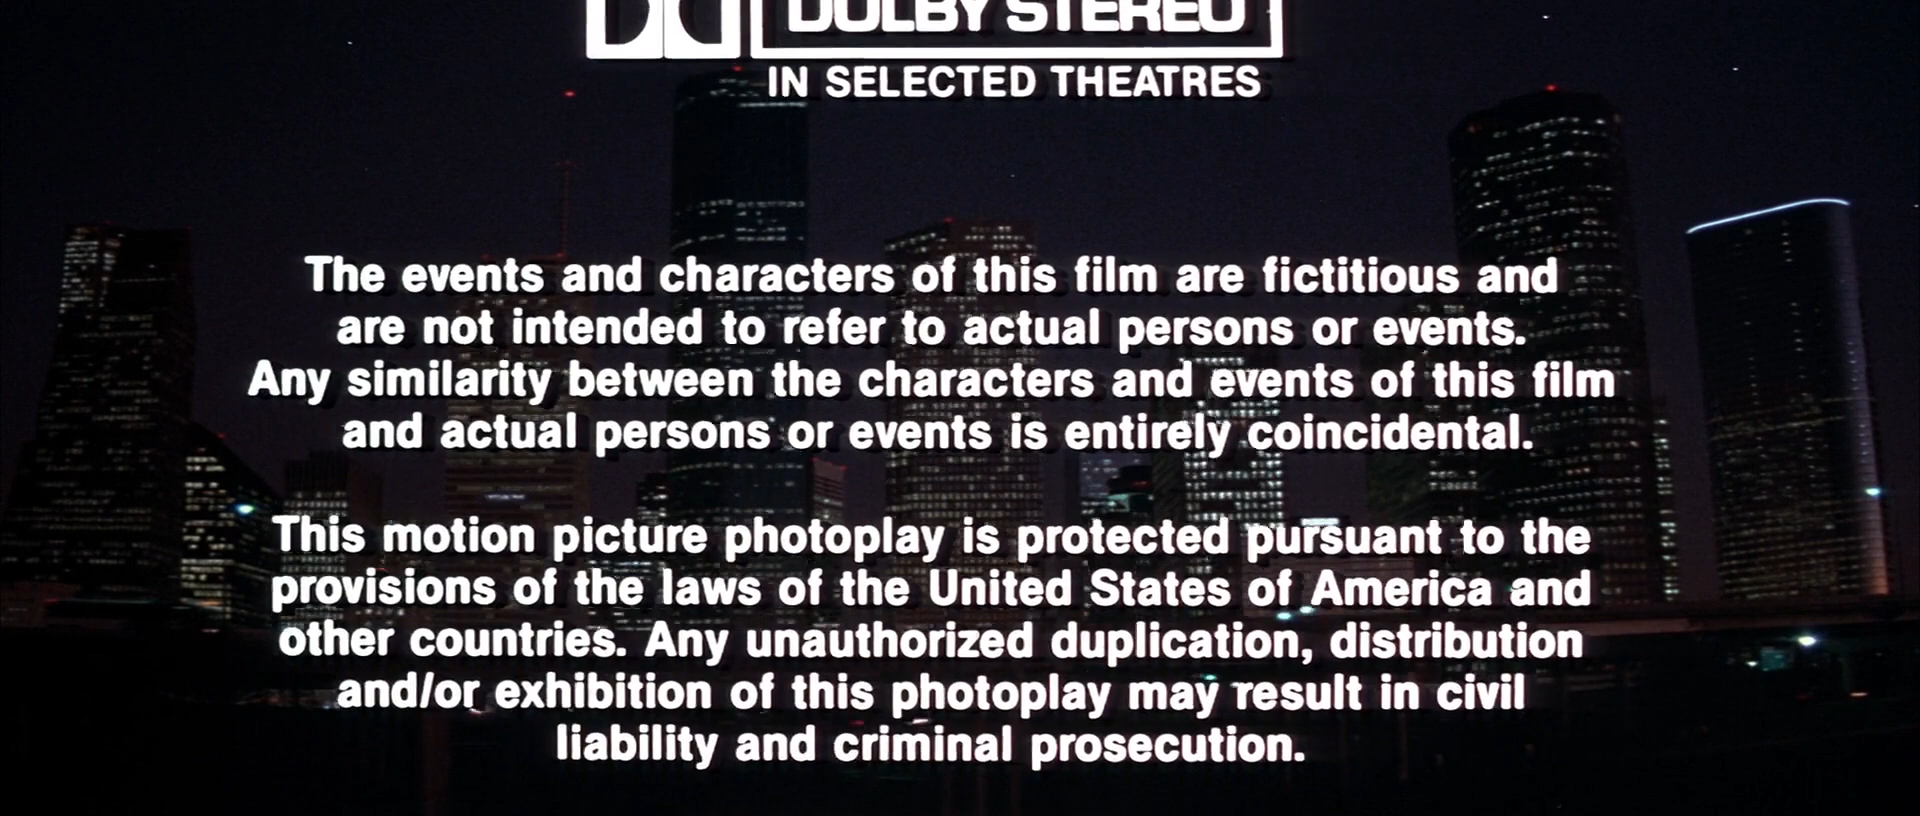 DOLBY STEREO
IN SELECTED THEATRES
The events and characters of this film are fictitious and
are not intended to refer to actual persons or events.
Any similarity between the characters and events of this film
and actual persons or events is entirely coincidental.
This motion picture photoplay is protected pursuant to the
provisions of the laws of the United States of America and
other countries. Any unauthorized duplication, distribution
and/or exhibition of this photoplay may result in civil
liability and criminal prosecution.